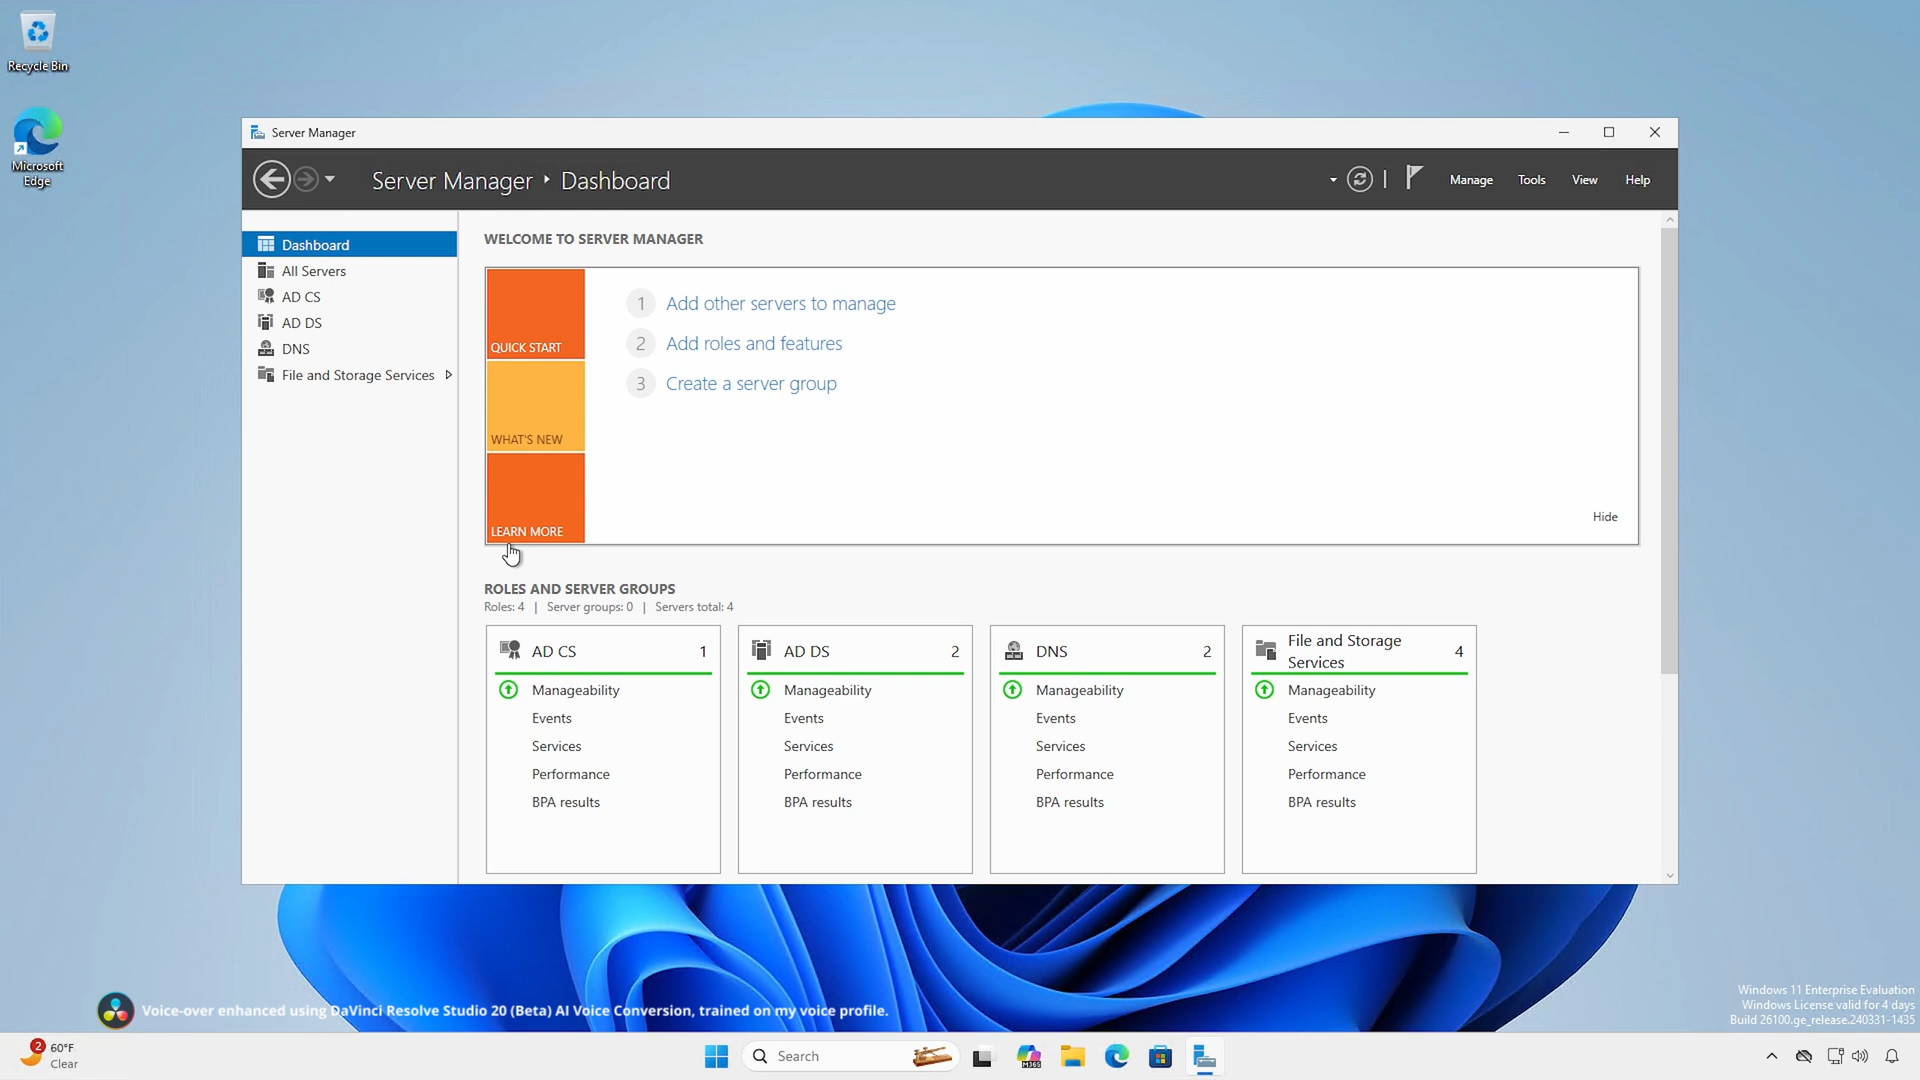 Recycle Bin
Microsoft
Edge
Server Manager
Server Manager
Dashboard
Manage
Tools
View
Help
Dashboard
All Servers
AD CS
AD DS
DNS
File and Storage Services
WELCOME TO SERVER MANAGER
QUICK START
WHAT'S NEW
LEARN MORE
1 Add other servers to manage
2 Add roles and features
3 Create a server group
Hide
ROLES AND SERVER GROUPS
Roles: 4 | Server groups: 0 | Servers total: 4
AD CS 1
Manageability
Events
Services
Performance
BPA results
AD DS 2
Manageability
Events
Services
Performance
BPA results
DNS 2
Manageability
Events
Services
Performance
BPA results
File and Storage
Services 4
Manageability
Events
Services
Performance
BPA results
Voice-over enhanced using DaVinci Resolve Studio 20 (Beta) AI Voice Conversion, trained on my voice profile.
Windows 11 Enterprise Evaluation
Windows License valid for 4 days
Build 26100.ge_release.240331-1435
2
60°F
Clear
Search
M365